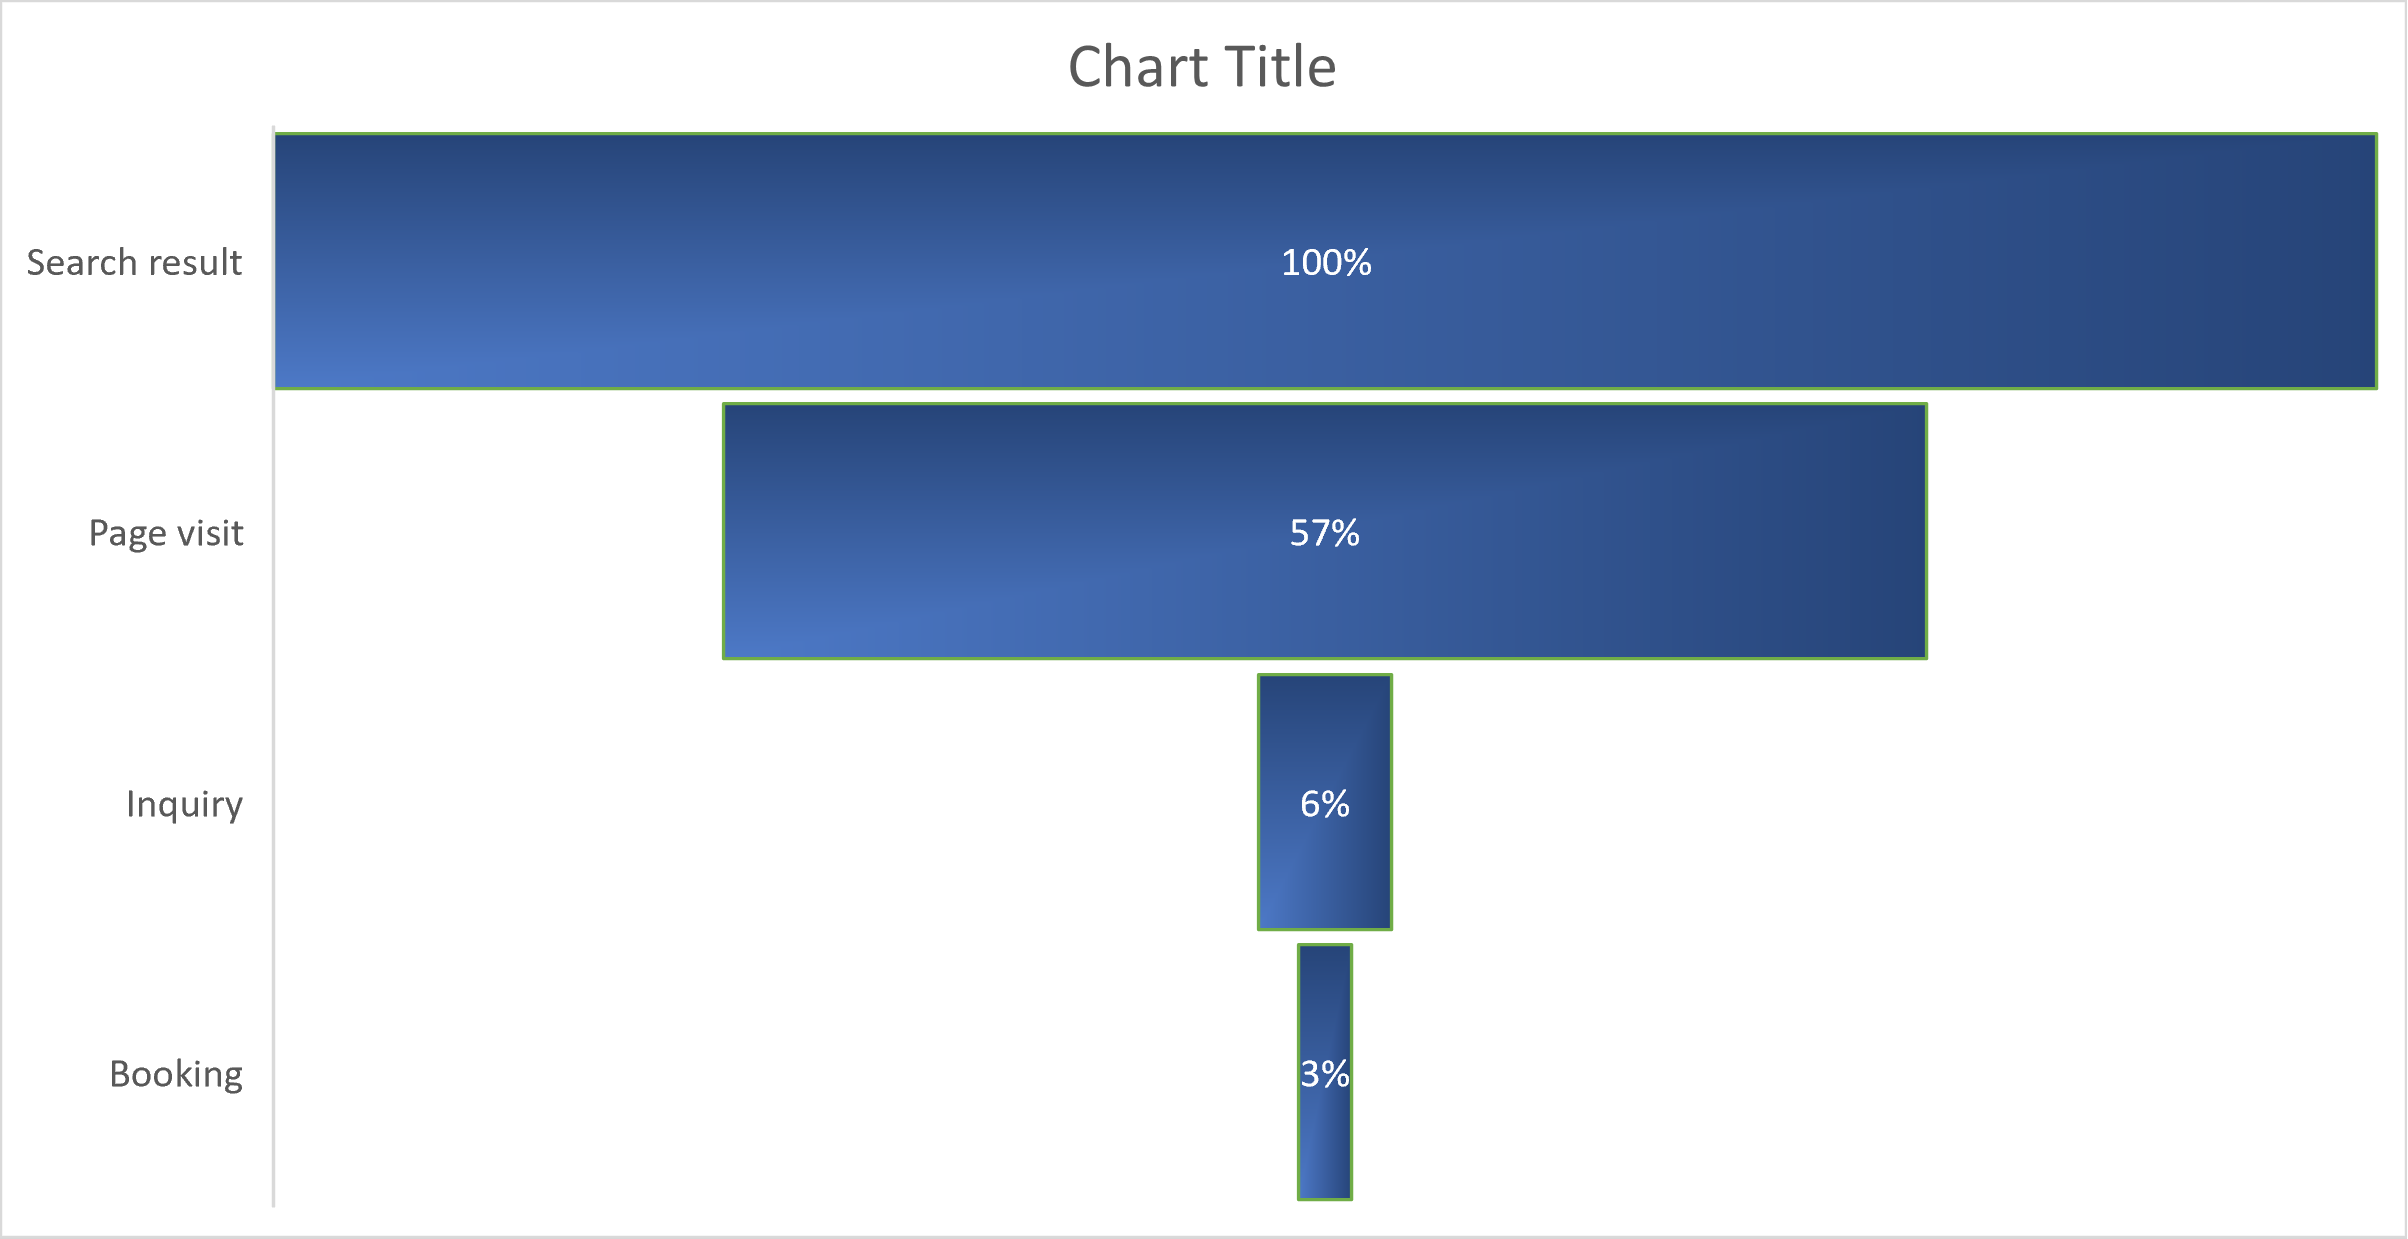 Chart Title
Search result
100%
Page visit
57%
Inquiry
6%
Booking
3%